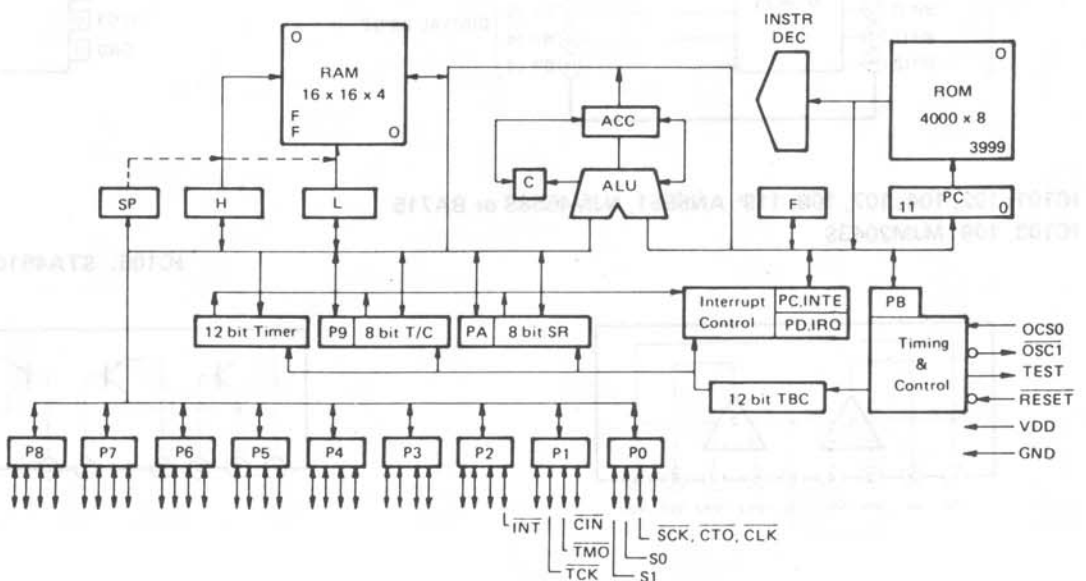 INSTR
DEC
O
RAM
16 x 16 x 4
F
F
O
O
ROM
4000 x 8
3999
ACC
C
ALU
SP
H
L
F
PC
11
0
12 bit Timer
P9
8 bit T/C
PA
8 bit SR
Interrupt
Control
PC,INTE
PD,IRQ
PB
Timing
&
Control
12 bit TBC
OCS0
OSC1
TEST
RESET
VDD
GND
P8
P7
P6
P5
P4
P3
P2
P1
P0
INT
CIN
SCK, CTO, CLK
TMO
S0
TCK
S1